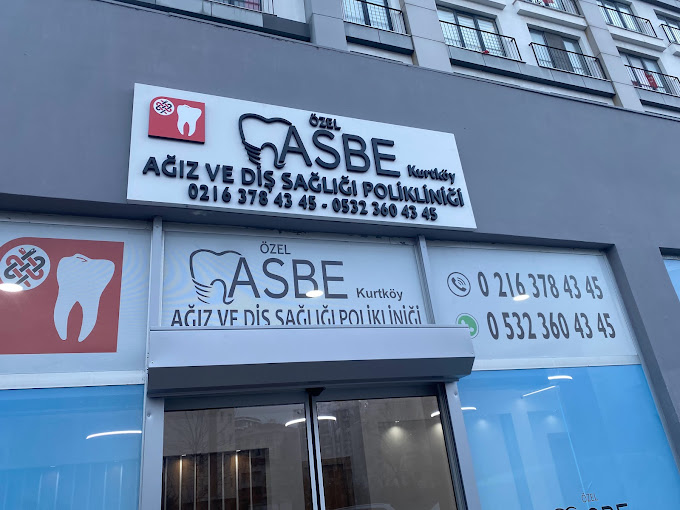 ÖZEL
ASBE Kurtköy
AĞIZ VE DİŞ SAĞLIĞI POLİKLİNİĞİ
0216 378 43 45 - 0532 360 43 45
ÖZEL
ASBE Kurtköy
AĞIZ VE DİŞ SAĞLIĞI POLİKLİNİĞİ
0 216 378 43 45
0 532 360 43 45
ÖZEL